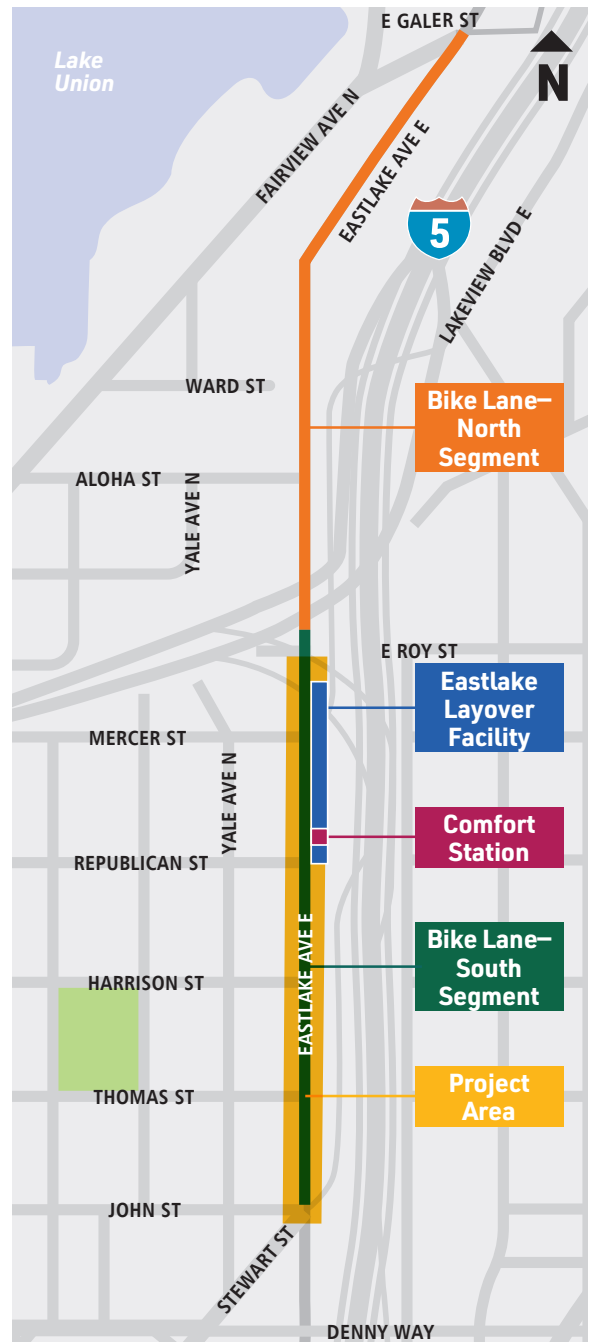 E GALER ST
Lake
Union
N
FAIRVIEW AVE N
EASTLAKE AVE E
5
LAKEVIEW BLVD E
WARD ST
Bike Lane–
North
Segment
ALOHA ST
YALE AVE N
E ROY ST
Eastlake
Layover
Facility
MERCER ST
YALE AVE N
Comfort
Station
REPUBLICAN ST
EASTLAKE AVE E
Bike Lane–
South
Segment
HARRISON ST
Project
Area
THOMAS ST
JOHN ST
STEWART ST
DENNY WAY